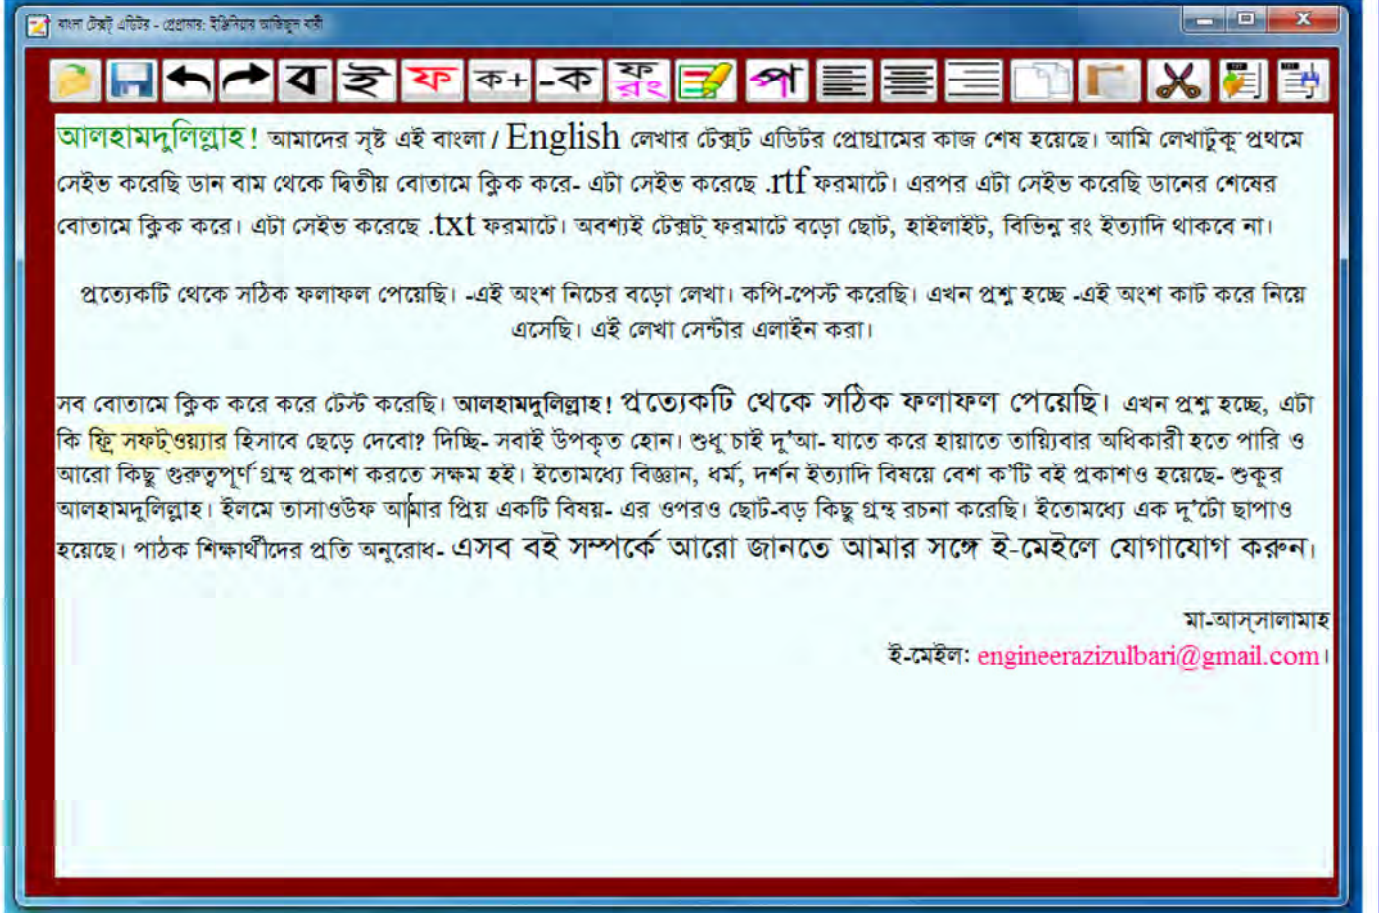 বাংলা টেক্সট্ এডিটর - প্রোগ্রামার: ইঞ্জিনিয়ার আজিজুল বারী
ব ই ফ ক+ -ক ফ রং পা
আলহামদুলিল্লাহ! আমাদের সৃষ্ট এই বাংলা / English লেখার টেক্সট্ এডিটর প্রোগ্রামের কাজ শেষ হয়েছে। আমি লেখাটুকু প্রথমে
সেইভ করেছি ডান বাম থেকে দ্বিতীয় বোতামে ক্লিক করে- এটা সেইভ করেছে .rtf ফরমাটে। এরপর এটা সেইভ করেছি ডানের শেষের
বোতামে ক্লিক করে। এটা সেইভ করেছে .txt ফরমাটে। অবশ্যই টেক্সট্ ফরমাটে বড়ো ছোট, হাইলাইট, বিভিন্ন রং ইত্যাদি থাকবে না।
প্রত্যেকটি থেকে সঠিক ফলাফল পেয়েছি। -এই অংশ নিচের বড়ো লেখা। কপি-পেস্ট করেছি। এখন প্রশ্ন হচ্ছে -এই অংশ কাট করে নিয়ে
এসেছি। এই লেখা সেন্টার এলাইন করা।
সব বোতামে ক্লিক করে করে টেস্ট করেছি। আলহামদুলিল্লাহ! প্রত্যেকটি থেকে সঠিক ফলাফল পেয়েছি। এখন প্রশ্ন হচ্ছে, এটা
কি ফ্রি সফট্ওয়্যার হিসাবে ছেড়ে দেবো? দিচ্ছি- সবাই উপকৃত হোন। শুধু চাই দু'আ- যাতে করে হায়াতে তায়্যিবার অধিকারী হতে পারি ও
আরো কিছু গুরুত্বপূর্ণ গ্রন্থ প্রকাশ করতে সক্ষম হই। ইতোমধ্যে বিজ্ঞান, ধর্ম, দর্শন ইত্যাদি বিষয়ে বেশ ক'টি বই প্রকাশও হয়েছে- শুকুর
আলহামদুলিল্লাহ। ইলমে তাসাওউফ আমার প্রিয় একটি বিষয়- এর ওপরও ছোট-বড় কিছু গ্রন্থ রচনা করেছি। ইতোমধ্যে এক দু'টো ছাপাও
হয়েছে। পাঠক শিক্ষার্থীদের প্রতি অনুরোধ- এসব বই সম্পর্কে আরো জানতে আমার সঙ্গে ই-মেইলে যোগাযোগ করুন।
মা-আস্সালামাহ
ই-মেইল: engineerazizulbari@gmail.com।